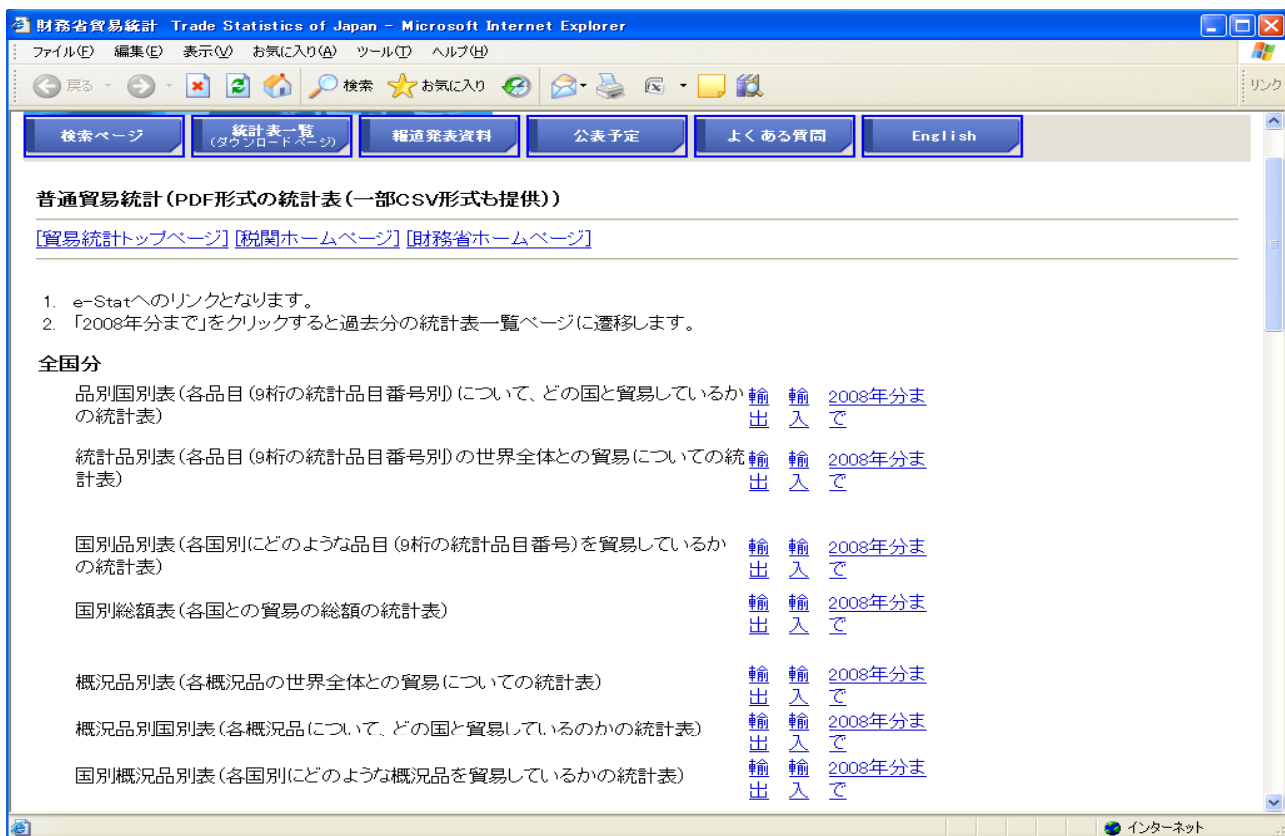 財務省貿易統計 Trade Statistics of Japan - Microsoft Internet Explorer
ファイル(F) 編集(E) 表示(V) お気に入り(A) ツール(T) ヘルプ(H)
戻る 検索 お気に入り リンク
検索ページ 統計表一覧 報道発表資料 公表予定 よくある質問 English
(ダウンロードページ)
普通貿易統計(PDF形式の統計表(一部CSV形式も提供))
[貿易統計トップページ] [税関ホームページ] [財務省ホームページ]
1. e-Statへのリンクとなります。
2. 「2008年分まで」をクリックすると過去分の統計表一覧ページに遷移します。
全国分
品別国別表(各品目(9桁の統計品目番号別)について、どの国と貿易しているか 輸 輸 2008年分ま
の統計表) 出 入 で
統計品別表(各品目(9桁の統計品目番号別)の世界全体との貿易についての統 輸 輸 2008年分ま
計表) 出 入 で
国別品別表(各国別にどのような品目(9桁の統計品目番号)を貿易しているか 輸 輸 2008年分ま
の統計表) 出 入 で
国別総額表(各国との貿易の総額の統計表) 輸 輸 2008年分ま
出 入 で
概況品別表(各概況品の世界全体との貿易についての統計表) 輸 輸 2008年分ま
出 入 で
概況品別国別表(各概況品について、どの国と貿易しているのかの統計表) 輸 輸 2008年分ま
出 入 で
国別概況品別表(各国別にどのような概況品を貿易しているかの統計表) 輸 輸 2008年分ま
出 入 で
インターネット